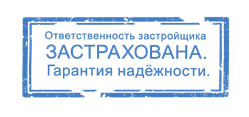 Ответственность застройщика
ЗАСТРАХОВАНА.
Гарантия надёжности.